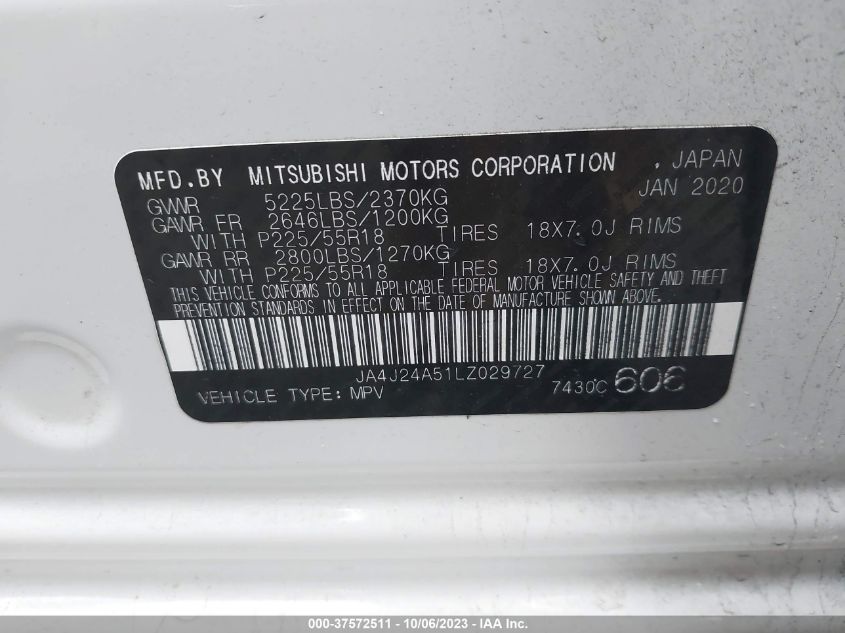 MFD.BY MITSUBISHI MOTORS CORPORATION . JAPAN
GVWR 5225LBS/2370KG JAN 2020
GAWR FR 2646LBS/1200KG
WITH P225/55R18 TIRES 18X7.0J RIMS
GAWR RR 2800LBS/1270KG
WITH P225/55R18 TIRES 18X7.0J RIMS
THIS VEHICLE CONFORMS TO ALL APPLICABLE FEDERAL MOTOR VEHICLE SAFETY AND THEFT
PREVENTION STANDARDS IN EFFECT ON THE DATE OF MANUFACTURE SHOWN ABOVE.
JA4J24A51LZ029727
VEHICLE TYPE: MPV 7430C 606
000-37572511 - 10/06/2023 - IAA Inc.